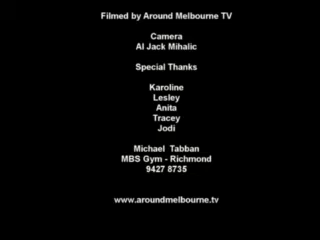 Filmed by Around Melbourne TV
Camera
Al Jack Mihalic
Special Thanks
Karoline
Lesley
Anita
Tracey
Jodi
Michael Tabban
MBS Gym - Richmond
9427 8735
www.aroundmelbourne.tv